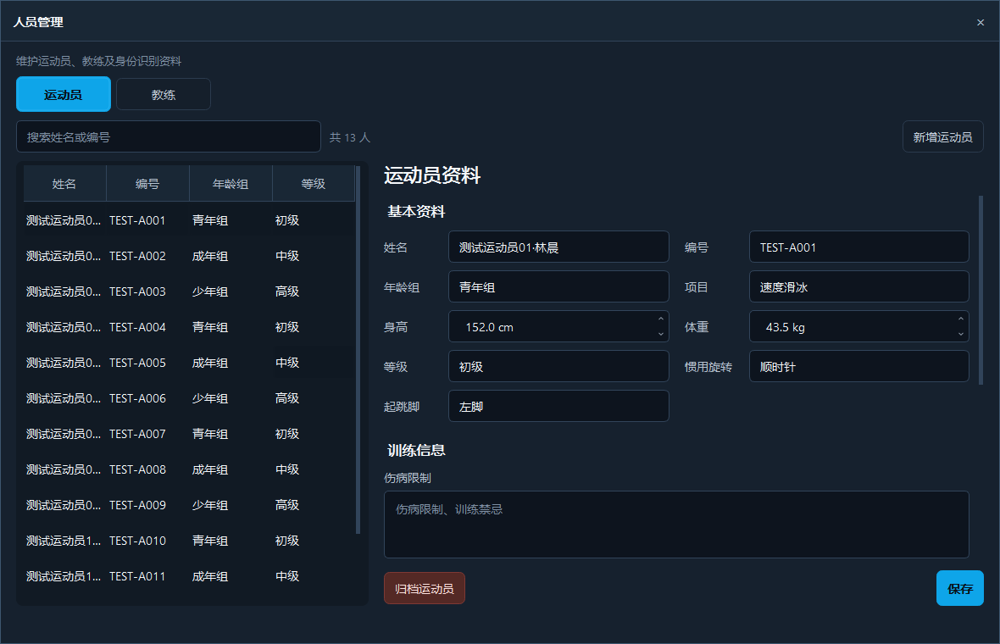 人员管理 ×
维护运动员、教练及身份识别资料
运动员 教练
搜索姓名或编号 共 13 人 新增运动员
姓名 编号 年龄组 等级
测试运动员0... TEST-A001 青年组 初级
测试运动员0... TEST-A002 成年组 中级
测试运动员0... TEST-A003 少年组 高级
测试运动员0... TEST-A004 青年组 初级
测试运动员0... TEST-A005 成年组 中级
测试运动员0... TEST-A006 少年组 高级
测试运动员0... TEST-A007 青年组 初级
测试运动员0... TEST-A008 成年组 中级
测试运动员0... TEST-A009 少年组 高级
测试运动员1... TEST-A010 青年组 初级
测试运动员1... TEST-A011 成年组 中级
运动员资料
基本资料
姓名 测试运动员01·林晨 编号 TEST-A001
年龄组 青年组 项目 速度滑冰
身高 152.0 cm 体重 43.5 kg
等级 初级 惯用旋转 顺时针
起跳脚 左脚
训练信息
伤病限制
伤病限制、训练禁忌
归档运动员 保存